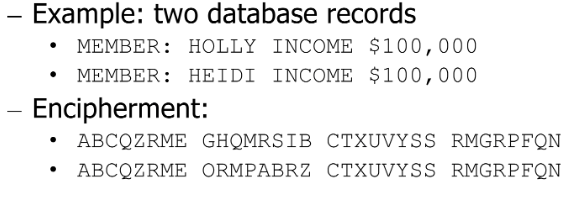 – Example: two database records
• MEMBER: HOLLY INCOME $100,000
• MEMBER: HEIDI INCOME $100,000
– Encipherment:
• ABCQZRME GHQMRSIB CTXUVYSS RMGRPFQN
• ABCQZRME ORMPABRZ CTXUVYSS RMGRPFQN